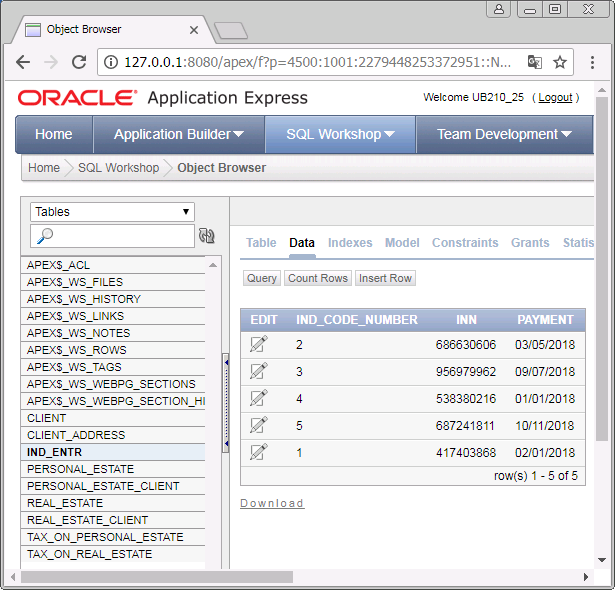 Object Browser
127.0.0.1:8080/apex/f?p=4500:1001:2279448253372951::N...
ORACLE Application Express
Welcome UB210_25 ( Logout )
Home Application Builder SQL Workshop Team Development
Home SQL Workshop Object Browser
Tables
Table Data Indexes Model Constraints Grants Statis
Query Count Rows Insert Row
APEX$_ACL
APEX$_WS_FILES
APEX$_WS_HISTORY
APEX$_WS_LINKS
APEX$_WS_NOTES
APEX$_WS_ROWS
APEX$_WS_TAGS
APEX$_WS_WEBPG_SECTIONS
APEX$_WS_WEBPG_SECTION_HI
CLIENT
CLIENT_ADDRESS
IND_ENTR
PERSONAL_ESTATE
PERSONAL_ESTATE_CLIENT
REAL_ESTATE
REAL_ESTATE_CLIENT
TAX_ON_PERSONAL_ESTATE
TAX_ON_REAL_ESTATE
EDIT IND_CODE_NUMBER INN PAYMENT
2 686630606 03/05/2018
3 956979962 09/07/2018
4 538380216 01/01/2018
5 687241811 10/11/2018
1 417403868 02/01/2018
row(s) 1 - 5 of 5
Download